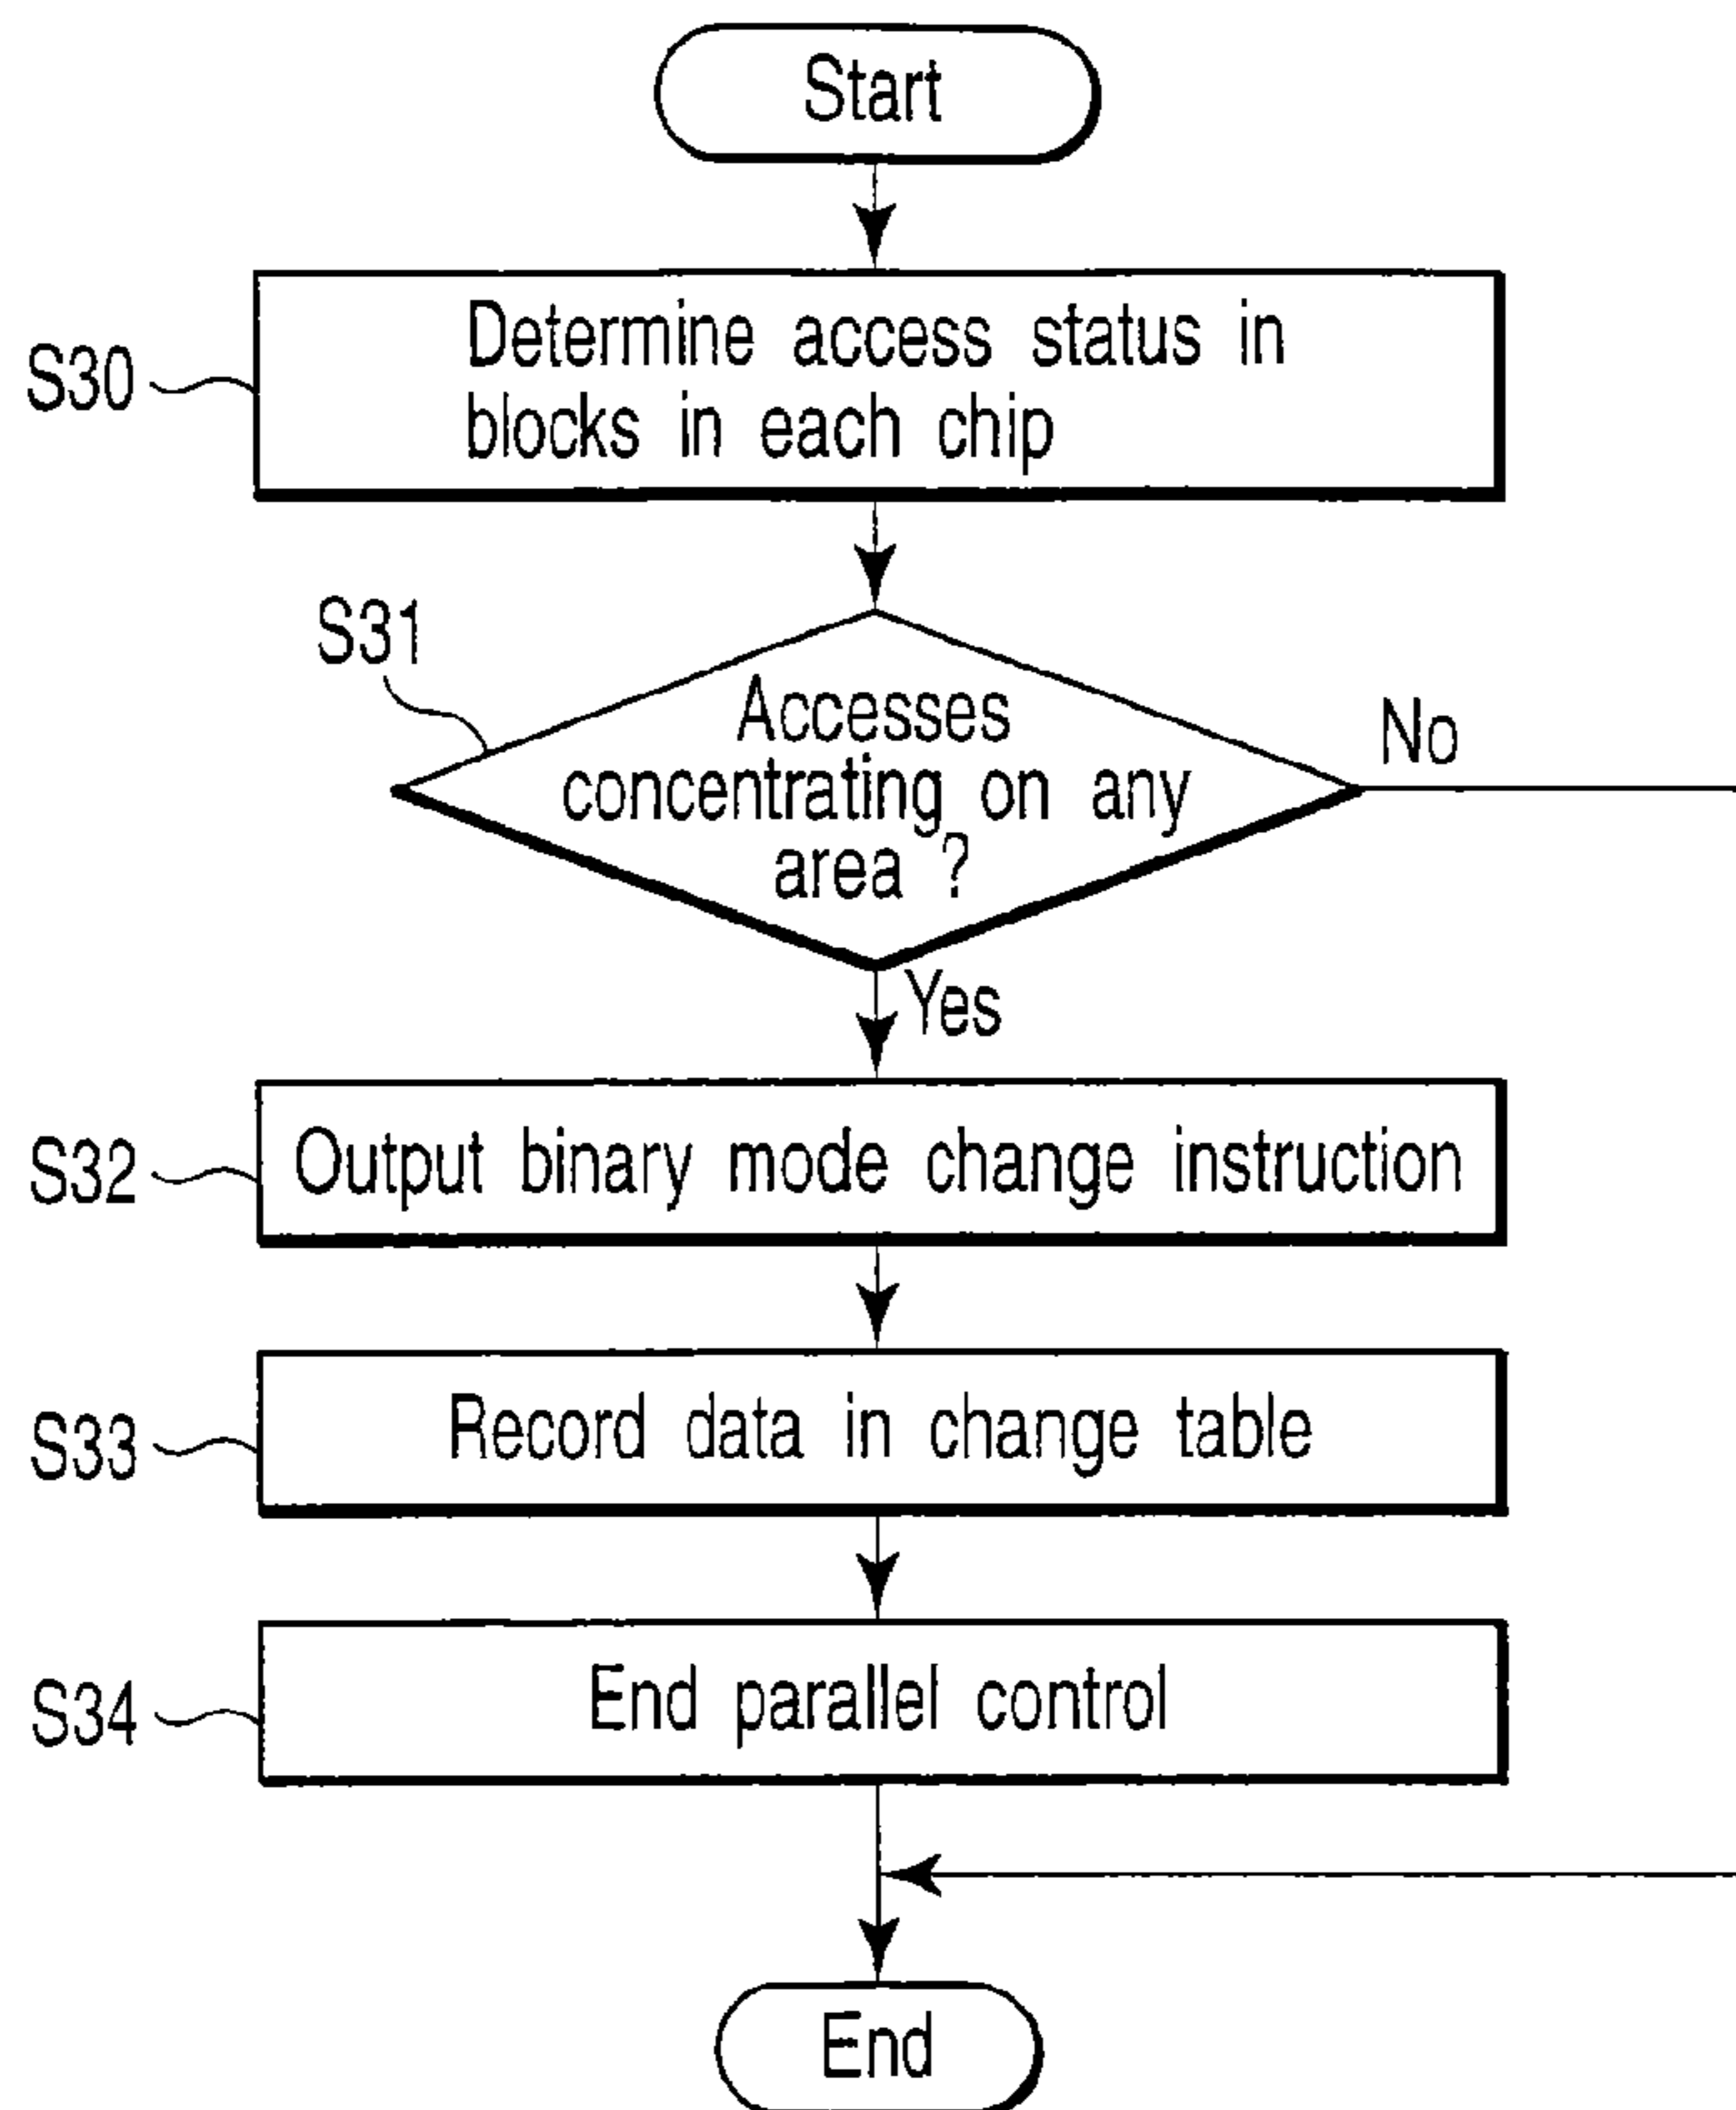 Start
S30
Determine access status in
blocks in each chip
S31
Accesses
concentrating on any
area ?
No
Yes
S32
Output binary mode change instruction
S33
Record data in change table
S34
End parallel control
End